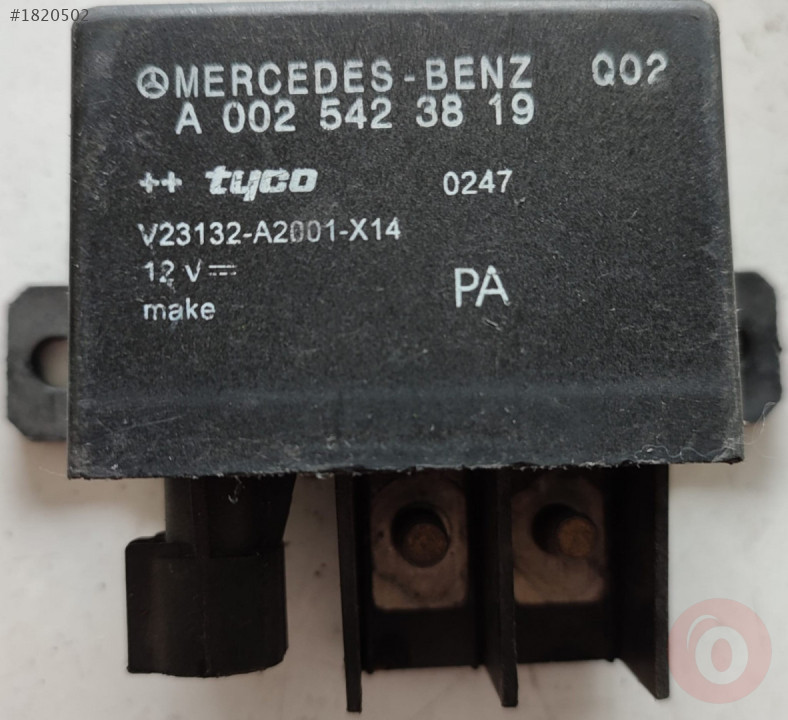 #1820502
MERCEDES-BENZ Q02
A 002 542 38 19
++ tyco 0247
V23132-A2001-X14
12 V
make PA